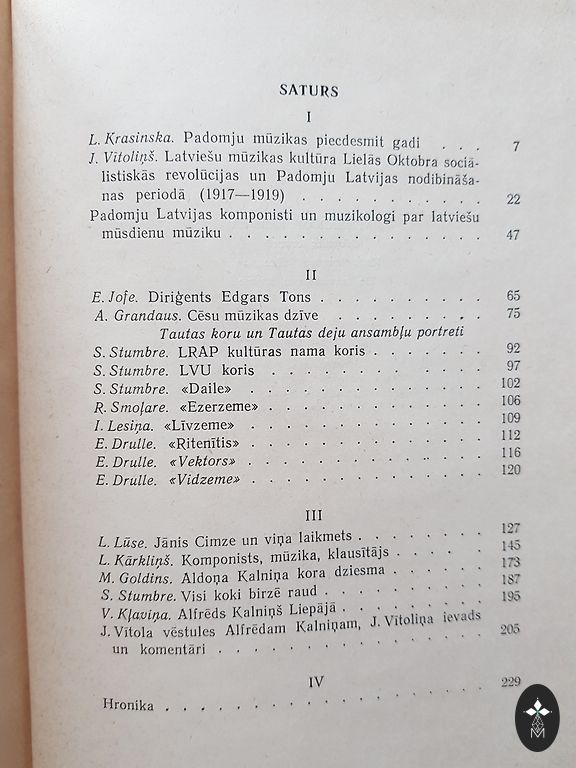 SATURS
I
L. Krasinska. Padomju mūzikas piecdesmit gadi . . . 7
J. Vītoliņš. Latviešu mūzikas kultūra Lielās Oktobra sociā-
listiskās revolūcijas un Padomju Latvijas nodibināša-
nas periodā (1917—1919) . . . . . . . . . . . 22
Padomju Latvijas komponisti un muzikologi par latviešu
mūsdienu mūziku . . . . . . . . . . . . . . 47
II
E. Jofe. Diriģents Edgars Tons . . . . . . . . . . 65
A. Grandaus. Cēsu mūzikas dzīve . . . . . . . . . 75
Tautas koru un Tautas deju ansambļu portreti
S. Stumbre. LRAP kultūras nama koris . . . . . . . 92
S. Stumbre. LVU koris . . . . . . . . . . . . 97
S. Stumbre. «Daile» . . . . . . . . . . . . . 102
R. Smoļare. «Ezerzeme» . . . . . . . . . . . . 106
I. Lesiņa. «Līvzeme» . . . . . . . . . . . . . 109
E. Drulle. «Ritenītis» . . . . . . . . . . . . . 112
E. Drulle. «Vektors» . . . . . . . . . . . . . 116
E. Drulle. «Vidzeme» . . . . . . . . . . . . . 120
III
L. Lūse. Jānis Cimze un viņa laikmets . . . . . . . 127
L. Kārkliņš. Komponists, mūzika, klausītājs . . . . . 145
M. Goldins. Aldoņa Kalniņa kora dziesma . . . . . . 173
S. Stumbre. Visi koki birzē raud . . . . . . . . . 187
V. Kļaviņa. Alfrēds Kalniņš Liepājā . . . . . . . . 195
J. Vītola vēstules Alfrēdam Kalniņam, J. Vītoliņa ievads
un komentāri . . . . . . . . . . . . . . . 205
IV
Hronika . . . . . . . . . . . . . . . . . . 229
M